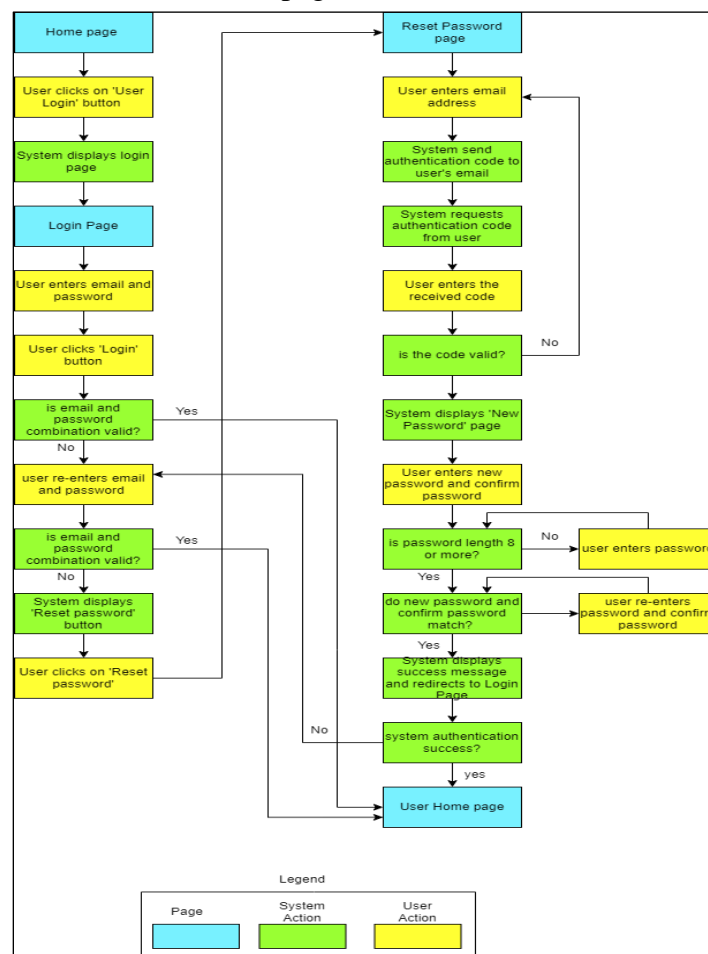 Home page
User clicks on 'User
Login' button
System displays login
page
Login Page
User enters email and
password
User clicks 'Login'
button
is email and
password
combination valid?
Yes
No
user re-enters email
and password
is email and
password
combination valid?
Yes
No
System displays
'Reset password'
button
User clicks on 'Reset
password'
Reset Password
page
User enters email
address
System send
authentication code to
user's email
System requests
authentication code
from user
User enters the
received code
is the code valid?
No
System displays 'New
Password' page
User enters new
password and confirm
password
is password length 8
or more?
No
user enters password
Yes
do new password and
confirm password
match?
user re-enters
password and confirm
password
Yes
System displays
success message
and redirects to Login
Page
system authentication
success?
No
yes
User Home page
Legend
Page
System
Action
User
Action